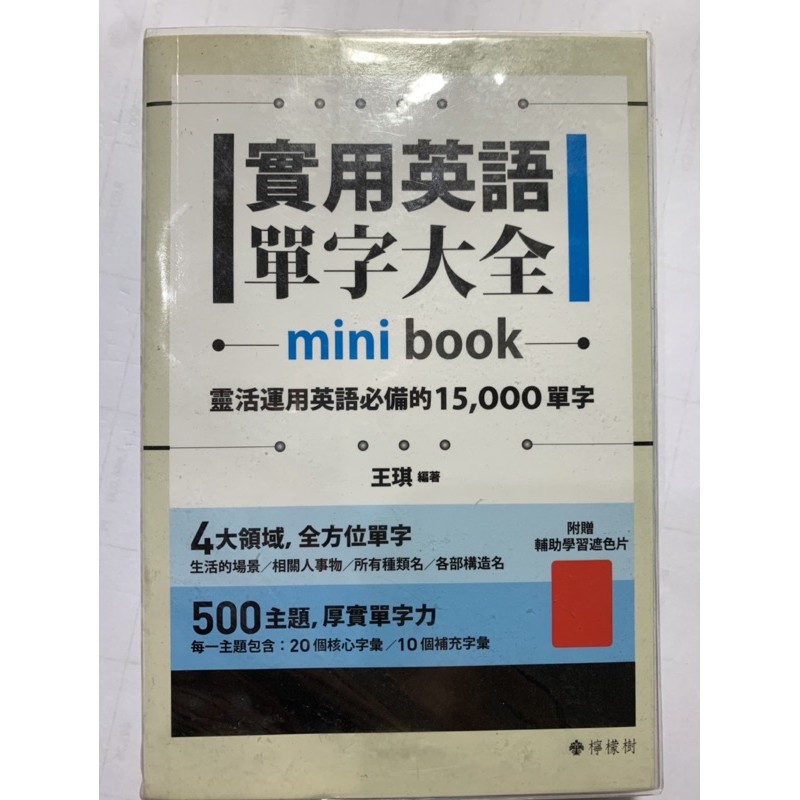 實用英語
單字大全
mini book
靈活運用英語必備的15,000單字
王琪 編著
4大領域, 全方位單字
生活的場景/相關人事物/所有種類名/各部構造名
附贈
輔助學習遮色片
500主題, 厚實單字力
每一主題包含：20個核心字彙/10個補充字彙
檸檬樹